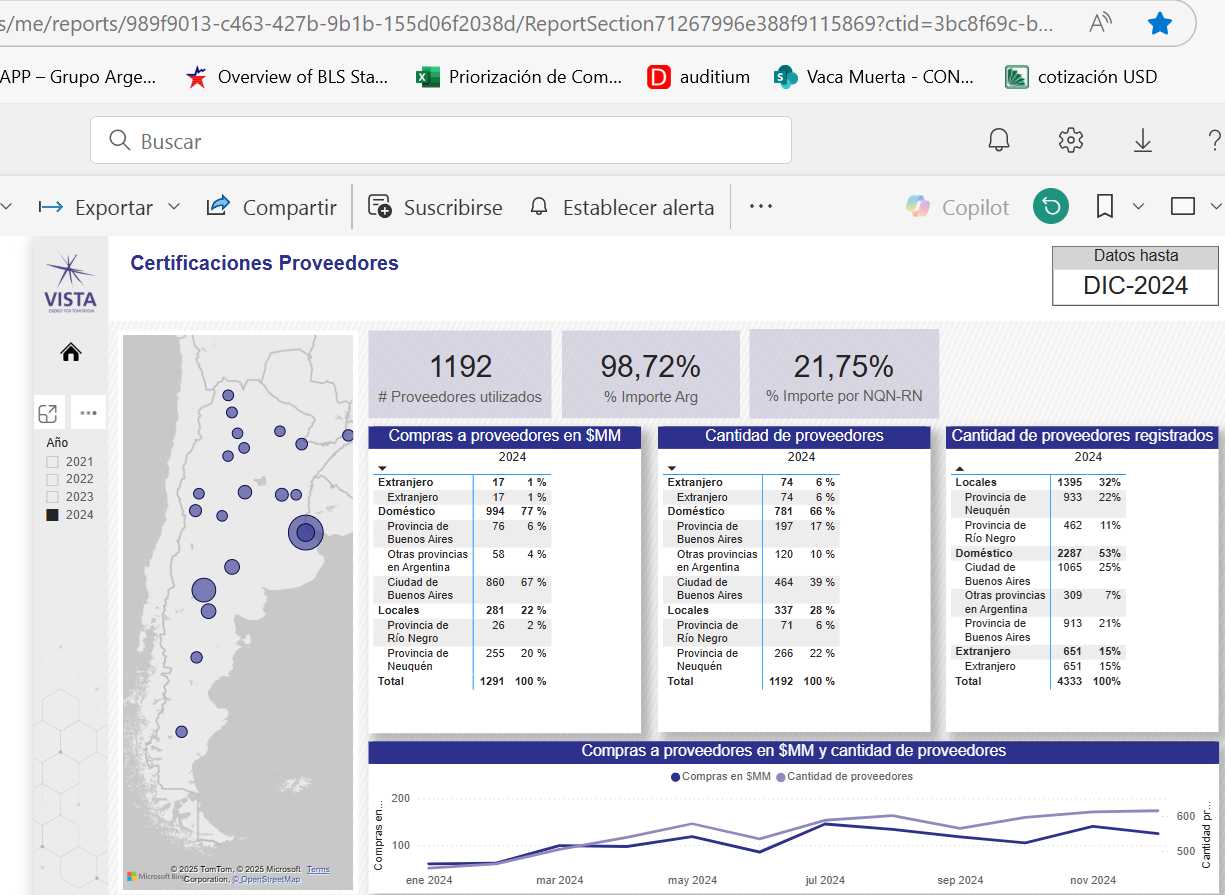 s/me/reports/989f9013-c463-427b-9b1b-155d06f2038d/ReportSection71267996e388f9115869?ctid=3bc8f69c-b...
APP – Grupo Arge... Overview of BLS Sta... Priorización de Com... auditium Vaca Muerta - CON... cotización USD
Buscar
Exportar Compartir Suscribirse Establecer alerta ... Copilot
VISTA
ENERGY FOR TOMORROW
Certificaciones Proveedores
Datos hasta
DIC-2024
1192
# Proveedores utilizados
98,72%
% Importe Arg
21,75%
% Importe por NQN-RN
Año
2021
2022
2023
2024
Compras a proveedores en $MM
2024
Extranjero 17 1 %
Extranjero 17 1 %
Doméstico 994 77 %
Provincia de
Buenos Aires 76 6 %
Otras provincias
en Argentina 58 4 %
Ciudad de
Buenos Aires 860 67 %
Locales 281 22 %
Provincia de
Río Negro 26 2 %
Provincia de
Neuquén 255 20 %
Total 1291 100 %
Cantidad de proveedores
2024
Extranjero 74 6 %
Extranjero 74 6 %
Doméstico 781 66 %
Provincia de
Buenos Aires 197 17 %
Otras provincias
en Argentina 120 10 %
Ciudad de
Buenos Aires 464 39 %
Locales 337 28 %
Provincia de
Río Negro 71 6 %
Provincia de
Neuquén 266 22 %
Total 1192 100 %
Cantidad de proveedores registrados
2024
Locales 1395 32%
Provincia de
Neuquén 933 22%
Provincia de
Río Negro 462 11%
Doméstico 2287 53%
Ciudad de
Buenos Aires 1065 25%
Otras provincias
en Argentina 309 7%
Provincia de
Buenos Aires 913 21%
Extranjero 651 15%
Extranjero 651 15%
Total 4333 100%
© 2025 TomTom, © 2025 Microsoft Terms
Microsoft Bing Corporation, © OpenStreetMap
Compras a proveedores en $MM y cantidad de proveedores
Compras en $MM Cantidad de proveedores
Compras en...
200
100
600
500
Cantidad pr...
ene 2024 mar 2024 may 2024 jul 2024 sep 2024 nov 2024